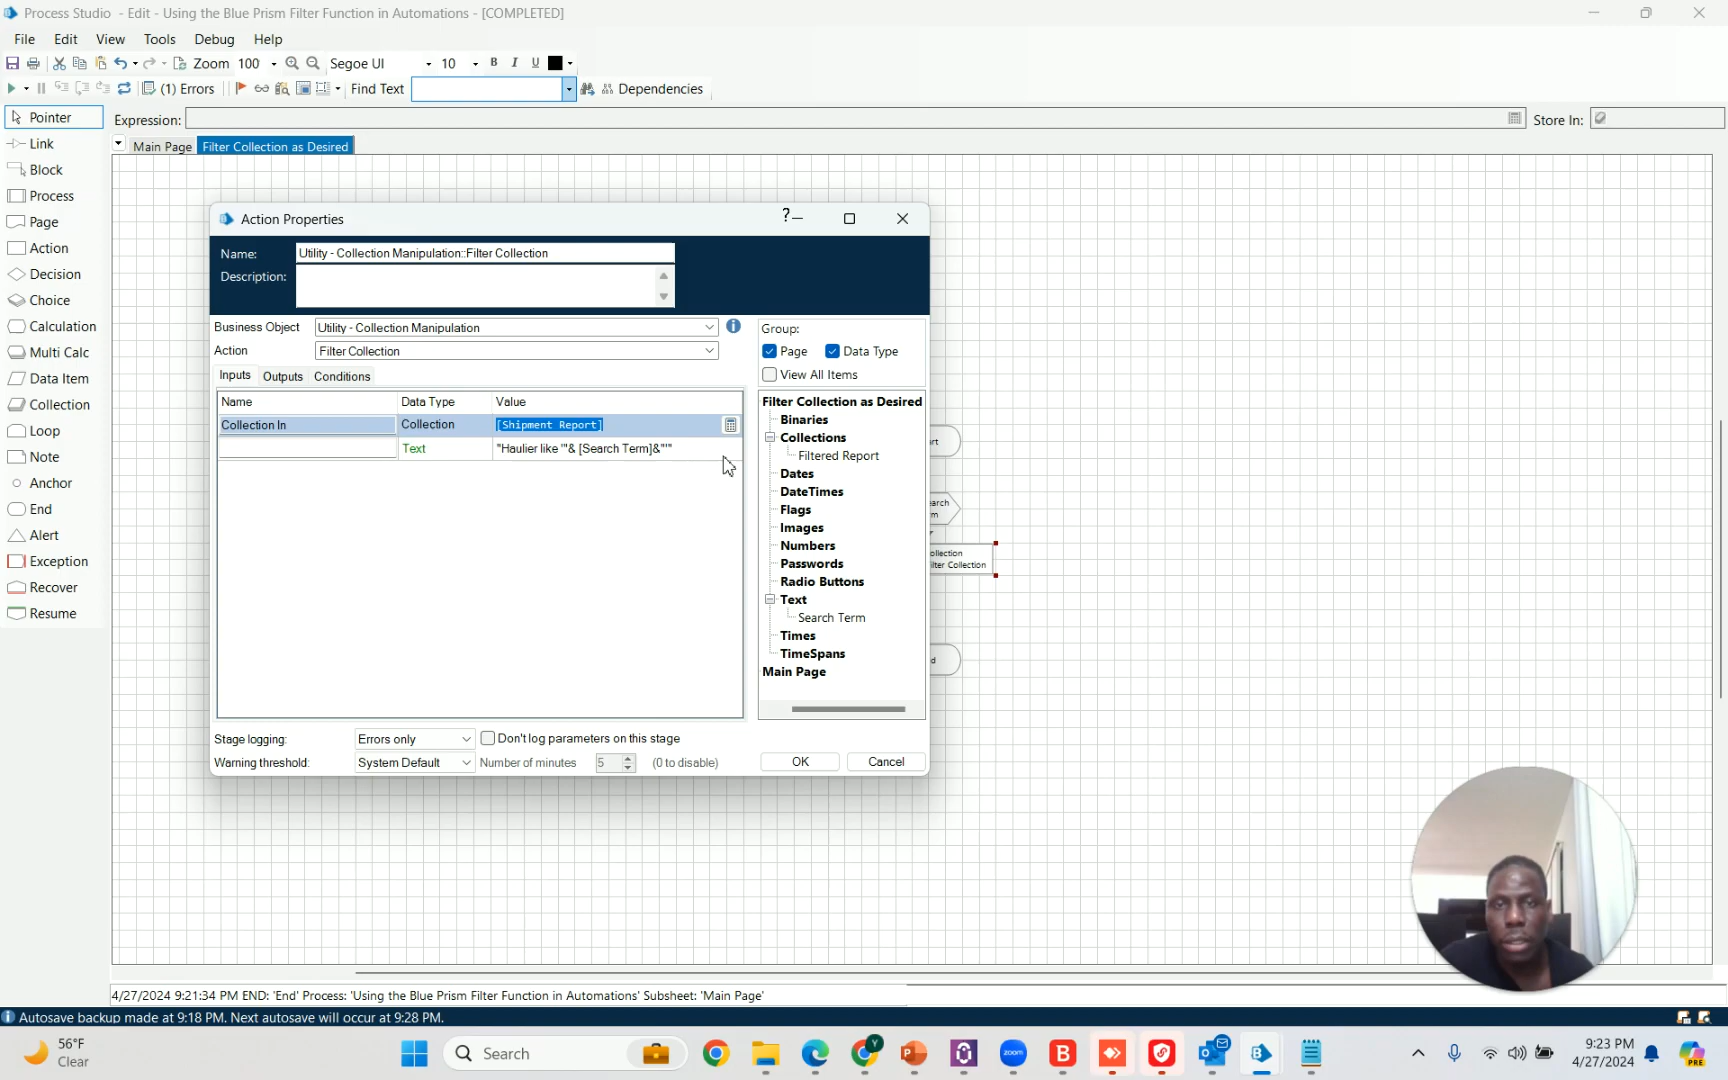 Process Studio - Edit - Using the Blue Prism Filter Function in Automations - [COMPLETED]
File Edit View Tools Debug Help
Zoom 100 Segoe UI 10 B I U
(1) Errors Find Text Dependencies
Pointer
Expression: Store In:
Link
Main Page Filter Collection as Desired
Block
Process
Page
Action
Decision
Choice
Calculation
Multi Calc
Data Item
Collection
Loop
Note
Anchor
End
Alert
Exception
Recover
Resume
Action Properties ?
Name: Utility - Collection Manipulation::Filter Collection
Description:
Business Object Utility - Collection Manipulation
Action Filter Collection
Inputs Outputs Conditions
Name Data Type Value
Collection In Collection [Shipment Report]
Text "Haulier like '"& [Search Term]&"'"
Group:
Page Data Type
View All Items
Filter Collection as Desired
Binaries
Collections
Filtered Report
Dates
DateTimes
Flags
Images
Numbers
Passwords
Radio Buttons
Text
Search Term
Times
TimeSpans
Main Page
Stage logging: Errors only Don't log parameters on this stage
Warning threshold: System Default Number of minutes 5 (0 to disable)
OK Cancel
art
earch
rm
ollection
ilter Collection
d
4/27/2024 9:21:34 PM END: 'End' Process: 'Using the Blue Prism Filter Function in Automations' Subsheet: 'Main Page'
Autosave backup made at 9:18 PM. Next autosave will occur at 9:28 PM.
56°F
Clear
Search
zoom
9:23 PM
4/27/2024
PRE